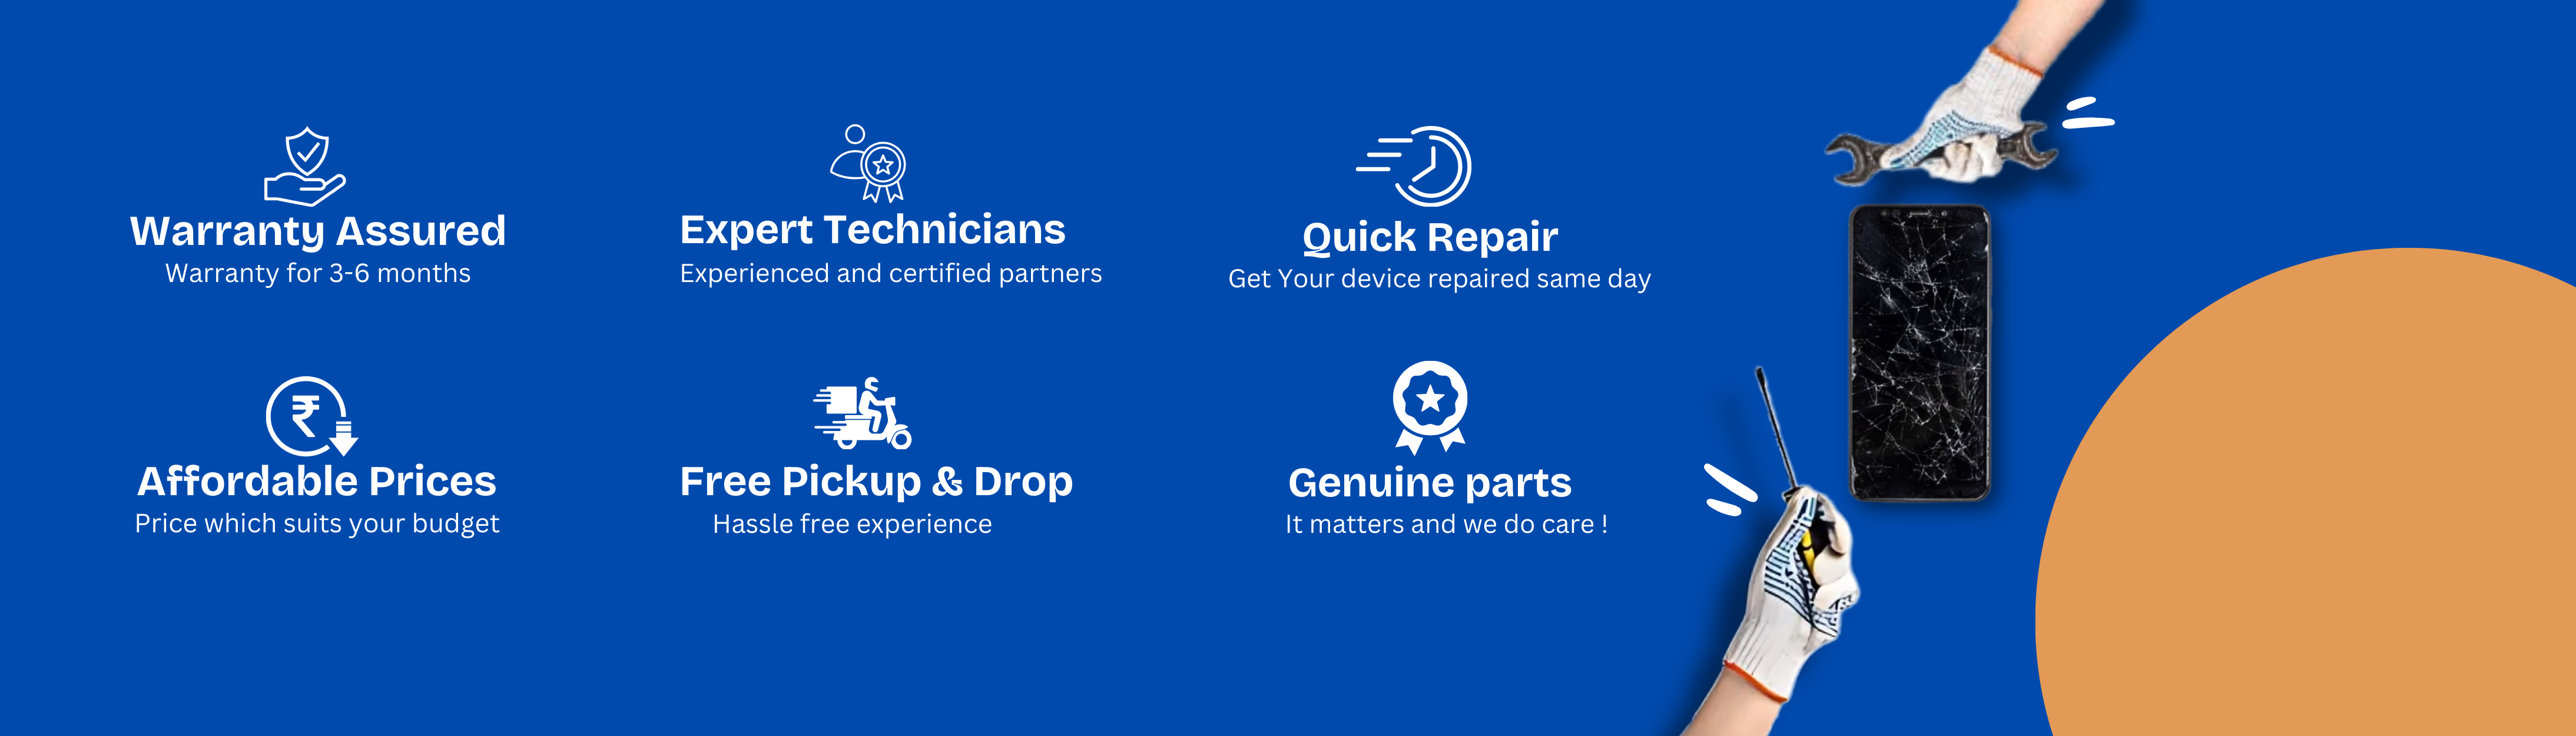 Warranty Assured
Warranty for 3-6 months
Expert Technicians
Experienced and certified partners
Quick Repair
Get Your device repaired same day
₹
Affordable Prices
Price which suits your budget
Free Pickup & Drop
Hassle free experience
Genuine parts
It matters and we do care !